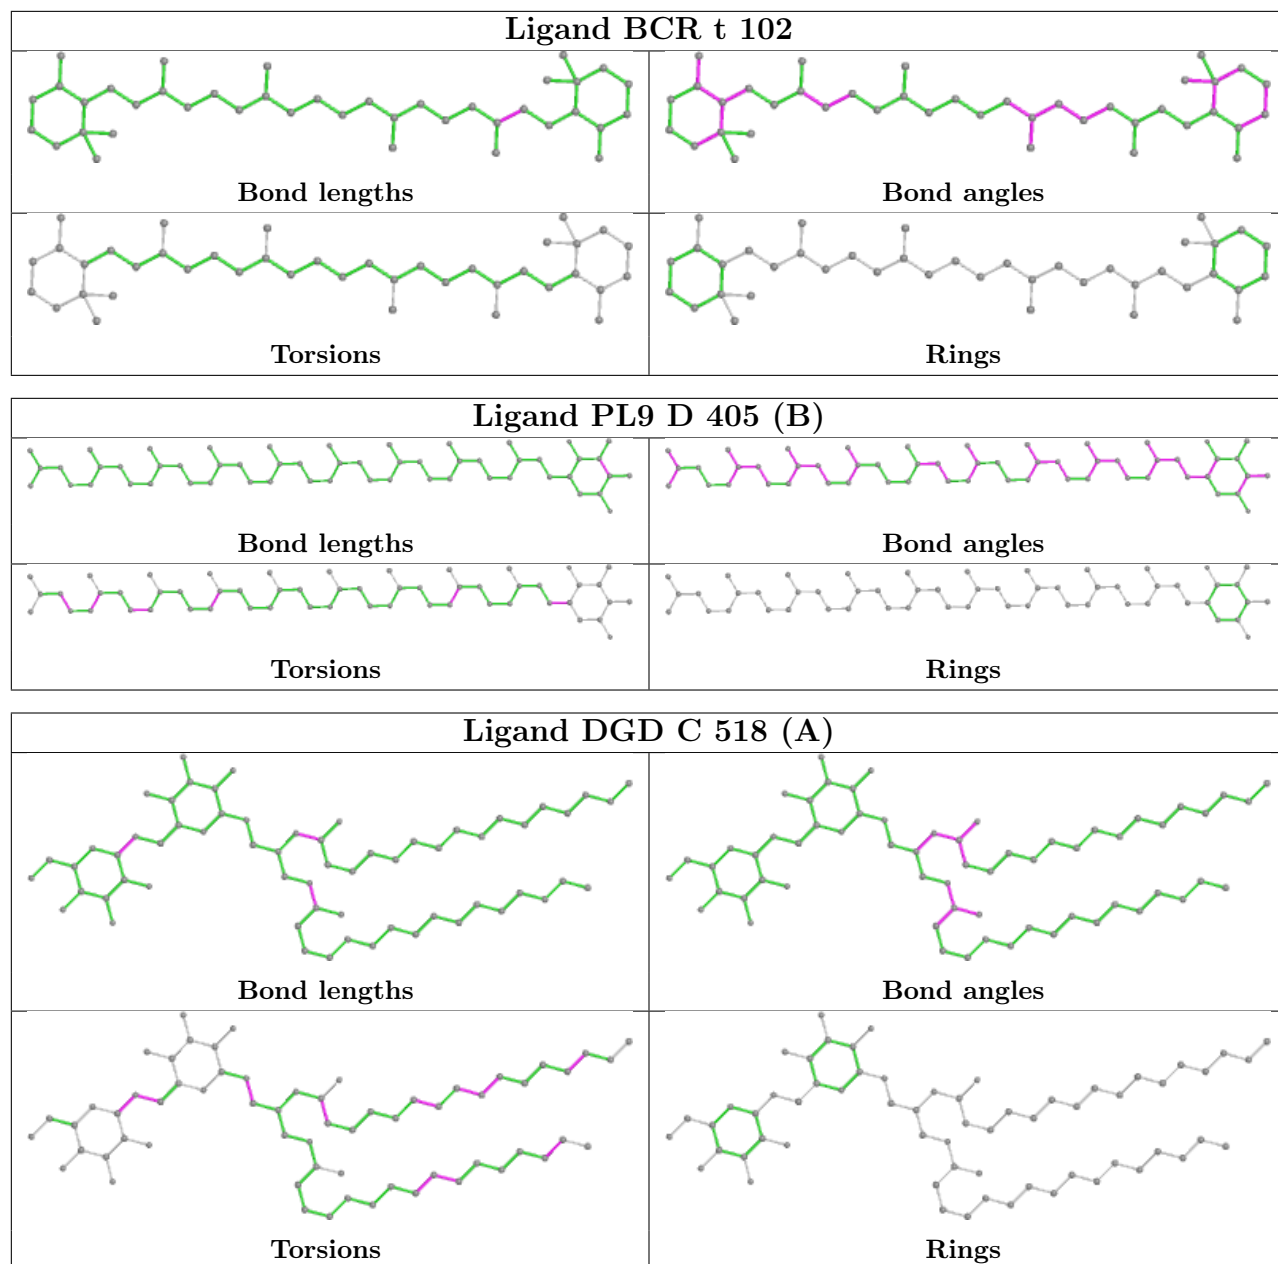 Ligand BCR t 102
Bond lengths
Bond angles
Torsions
Rings
Ligand PL9 D 405 (B)
Bond lengths
Bond angles
Torsions
Rings
Ligand DGD C 518 (A)
Bond lengths
Bond angles
Torsions
Rings